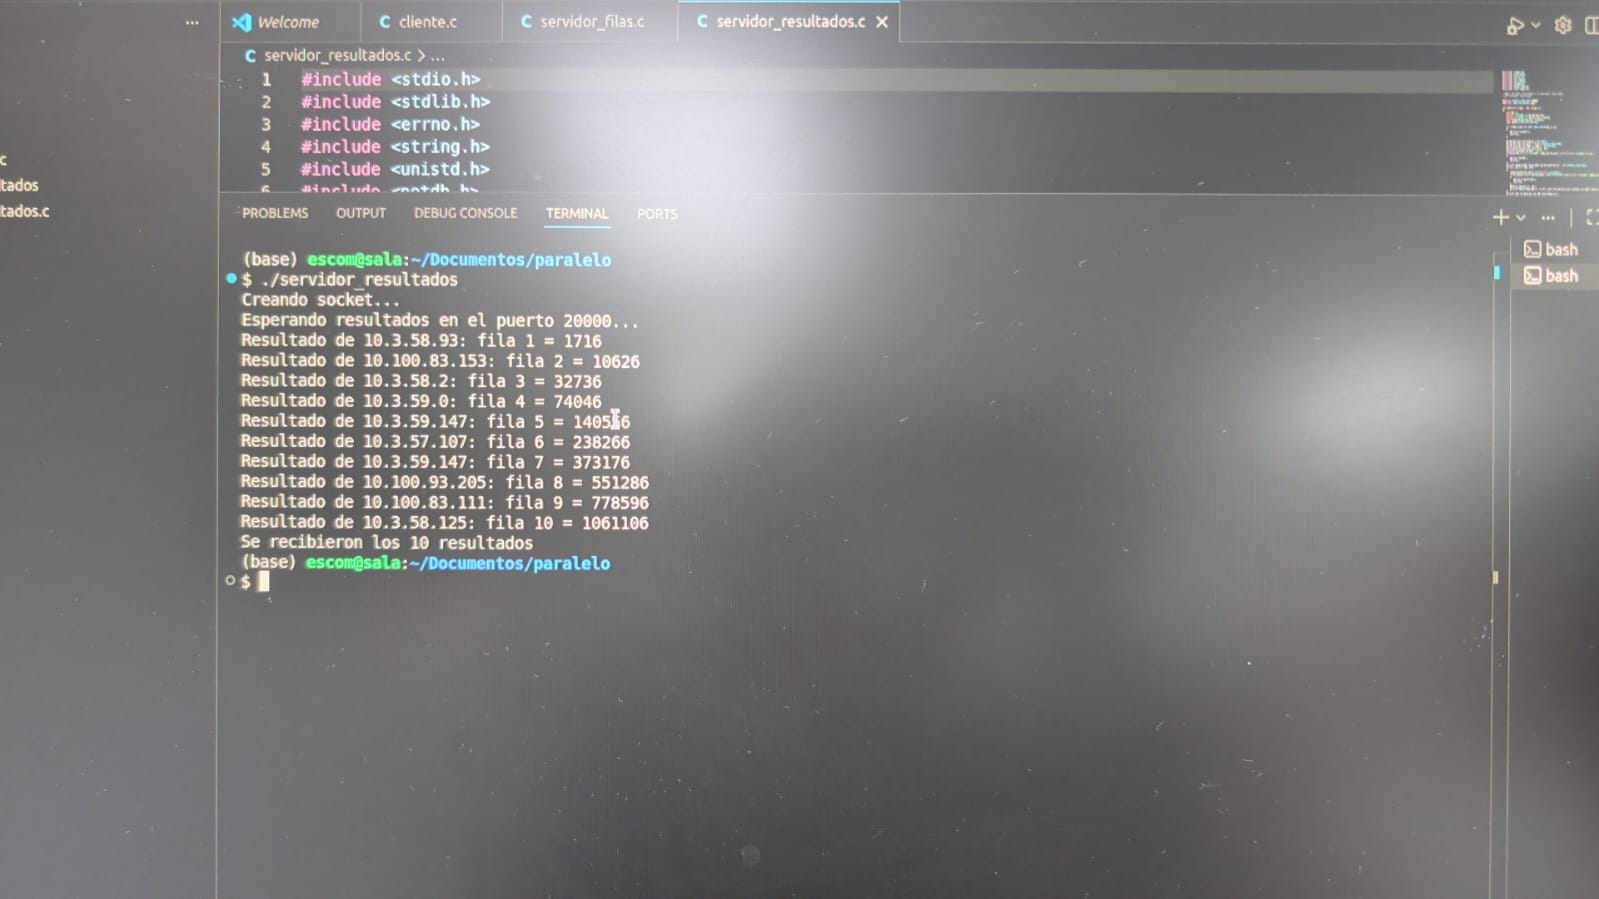 Welcome
cliente.c
servidor_filas.c
servidor_resultados.c
servidor_resultados.c > ...
1 #include <stdio.h>
2 #include <stdlib.h>
3 #include <errno.h>
4 #include <string.h>
5 #include <unistd.h>
6 #include <netdb.h>
c
tados
tados.c
PROBLEMS OUTPUT DEBUG CONSOLE TERMINAL PORTS
bash
bash
(base) escom@sala:~/Documentos/paralelo
$ ./servidor_resultados
Creando socket...
Esperando resultados en el puerto 20000...
Resultado de 10.3.58.93: fila 1 = 1716
Resultado de 10.100.83.153: fila 2 = 10626
Resultado de 10.3.58.2: fila 3 = 32736
Resultado de 10.3.59.0: fila 4 = 74046
Resultado de 10.3.59.147: fila 5 =
Resultado de 10.3.57.107: fila 6 = 238266
Resultado de 10.3.59.147: fila 7 = 373176
Resultado de 10.100.93.205: fila 8 = 551286
Resultado de 10.100.83.111: fila 9 = 778596
Resultado de 10.3.58.125: fila 10 = 1061106
Se recibieron los 10 resultados
(base) escom@sala:~/Documentos/paralelo
$